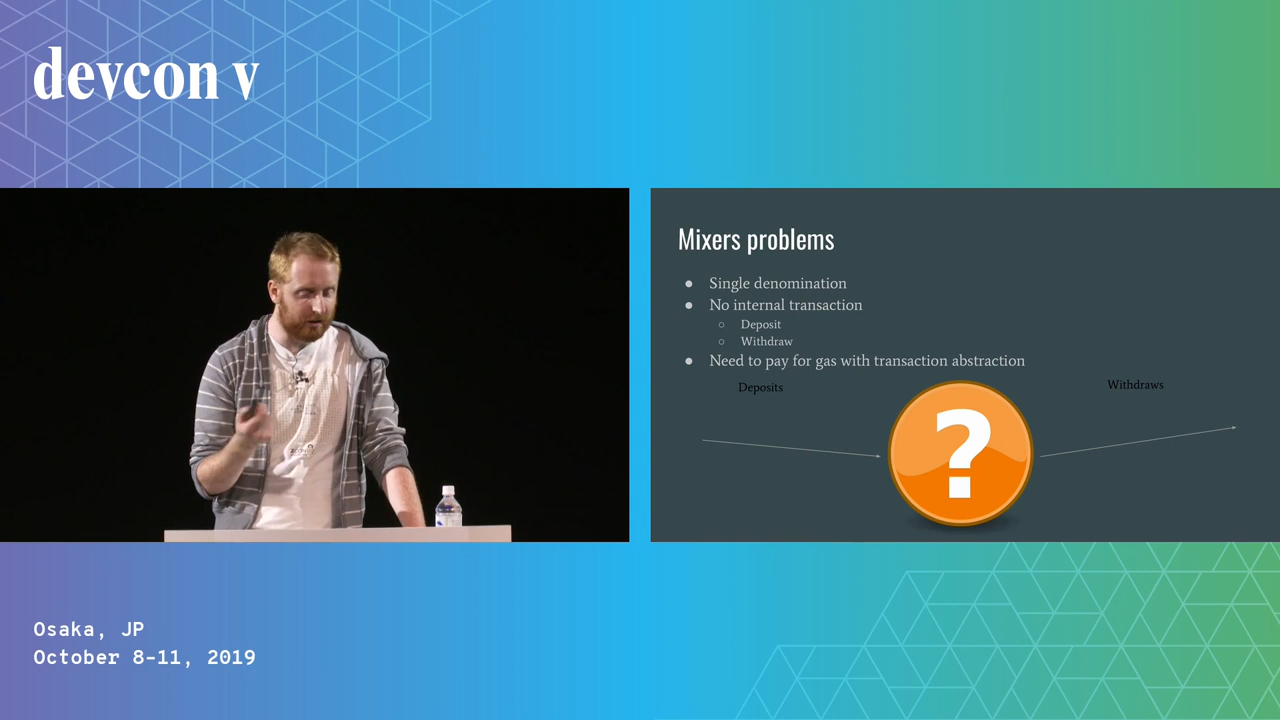 devcon v
Mixers problems
● Single denomination
● No internal transaction
○ Deposit
○ Withdraw
● Need to pay for gas with transaction abstraction
Deposits
Withdraws
?
Osaka, JP
October 8-11, 2019